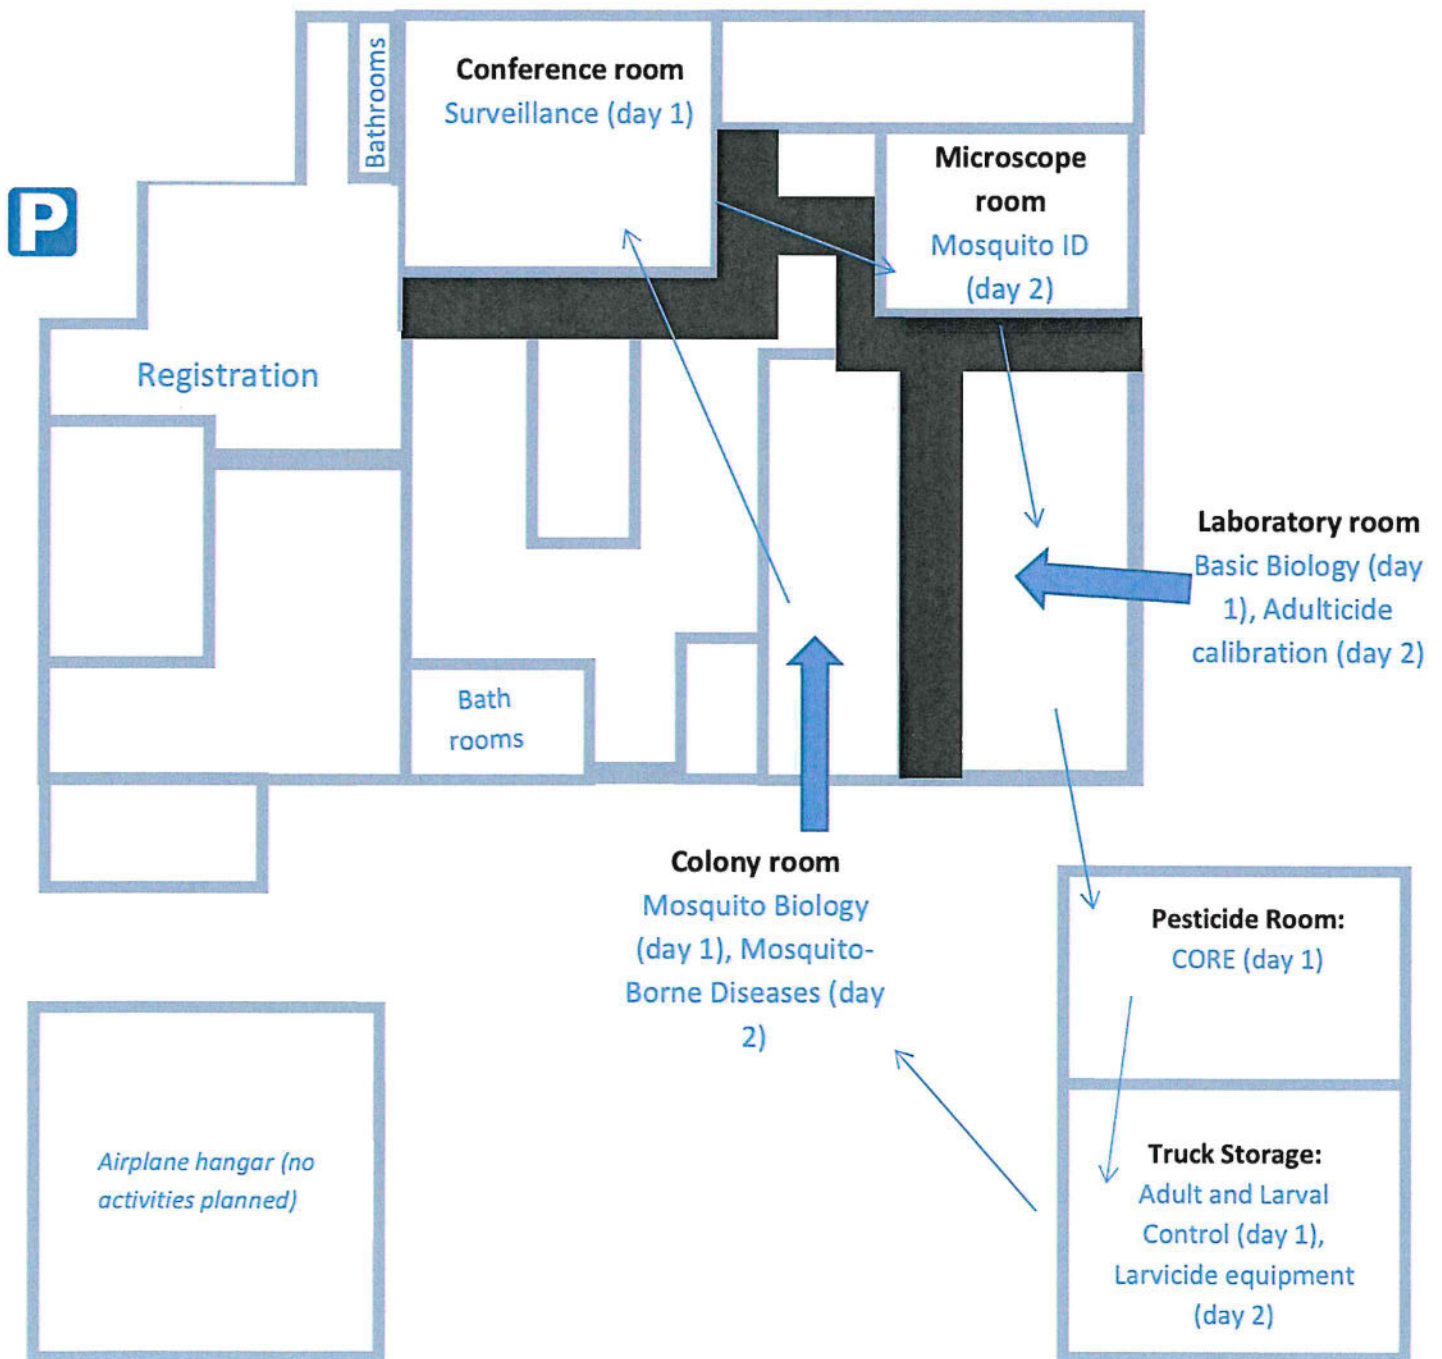 Bathrooms
Conference room
Surveillance (day 1)
Microscope
room
Mosquito ID
(day 2)
P
Registration
Laboratory room
Basic Biology (day
1), Adulticide
calibration (day 2)
Bath
rooms
Colony room
Mosquito Biology
(day 1), Mosquito-
Borne Diseases (day
2)
Pesticide Room:
CORE (day 1)
Airplane hangar (no
activities planned)
Truck Storage:
Adult and Larval
Control (day 1),
Larvicide equipment
(day 2)